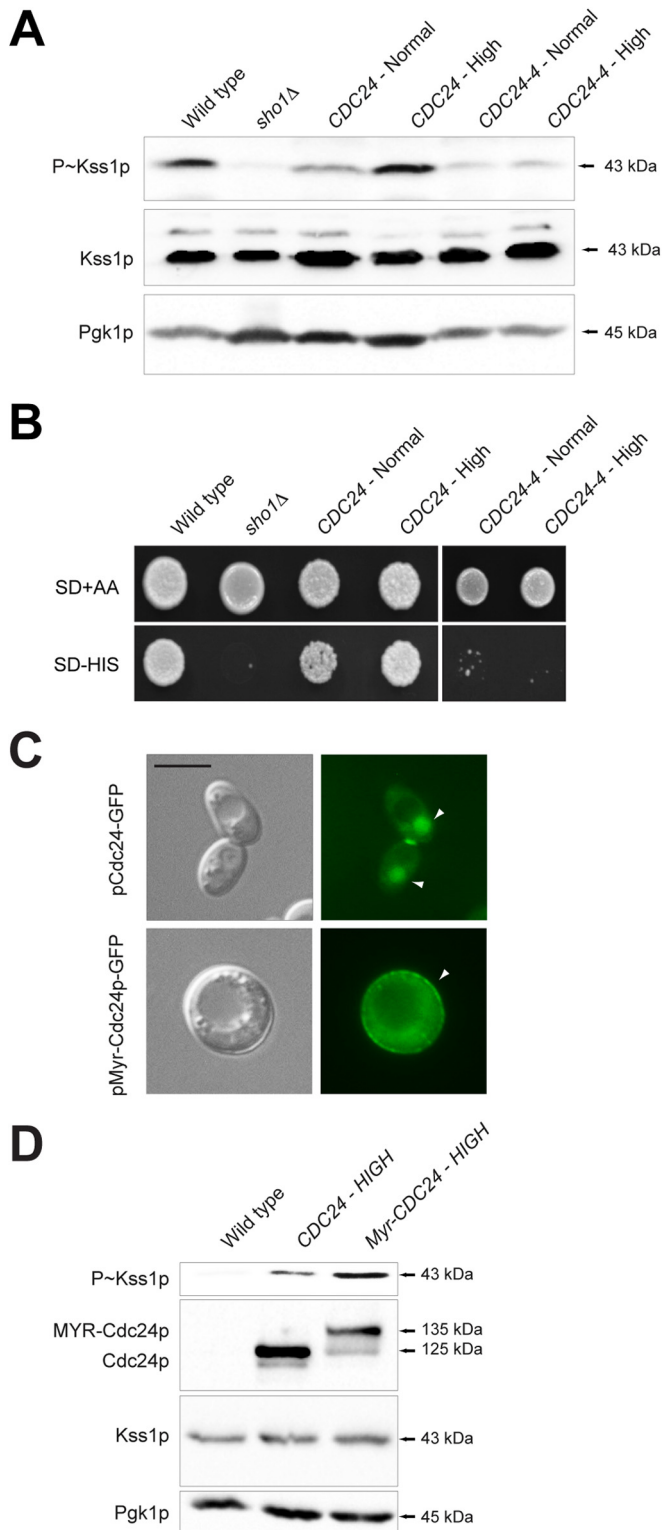 A
Wild type
sho1Δ
CDC24 - Normal
CDC24 - High
CDC24-4 - Normal
CDC24-4 - High
P~Kss1p
43 kDa
Kss1p
43 kDa
Pgk1p
45 kDa
B
Wild type
sho1Δ
CDC24 - Normal
CDC24 - High
CDC24-4 - Normal
CDC24-4 - High
SD+AA
SD-HIS
C
pCdc24-GFP
pMyr-Cdc24p-GFP
D
Wild type
CDC24 - HIGH
Myr-CDC24 - HIGH
P~Kss1p
43 kDa
MYR-Cdc24p
135 kDa
125 kDa
Cdc24p
Kss1p
43 kDa
Pgk1p
45 kDa